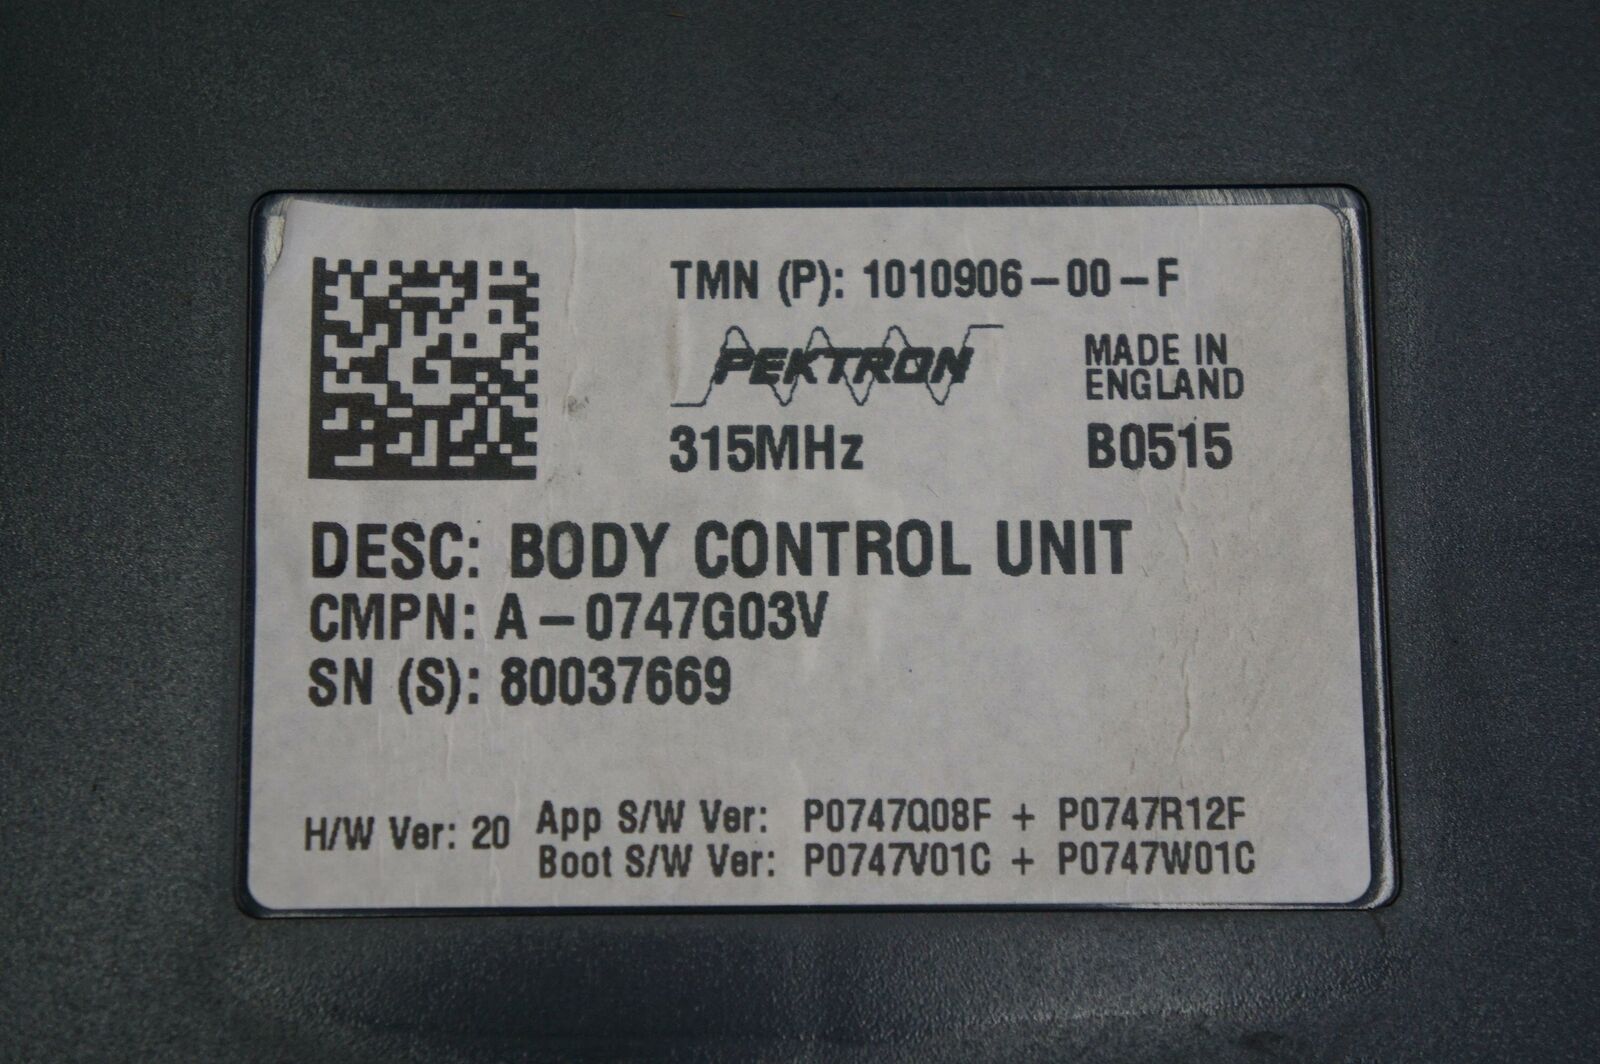 TMN (P): 1010906-00-F
PEKTRON
MADE IN
ENGLAND
315MHz
B0515
DESC: BODY CONTROL UNIT
CMPN: A-0747G03V
SN (S): 80037669
H/W Ver: 20
App S/W Ver: P0747Q08F + P0747R12F
Boot S/W Ver: P0747V01C + P0747W01C